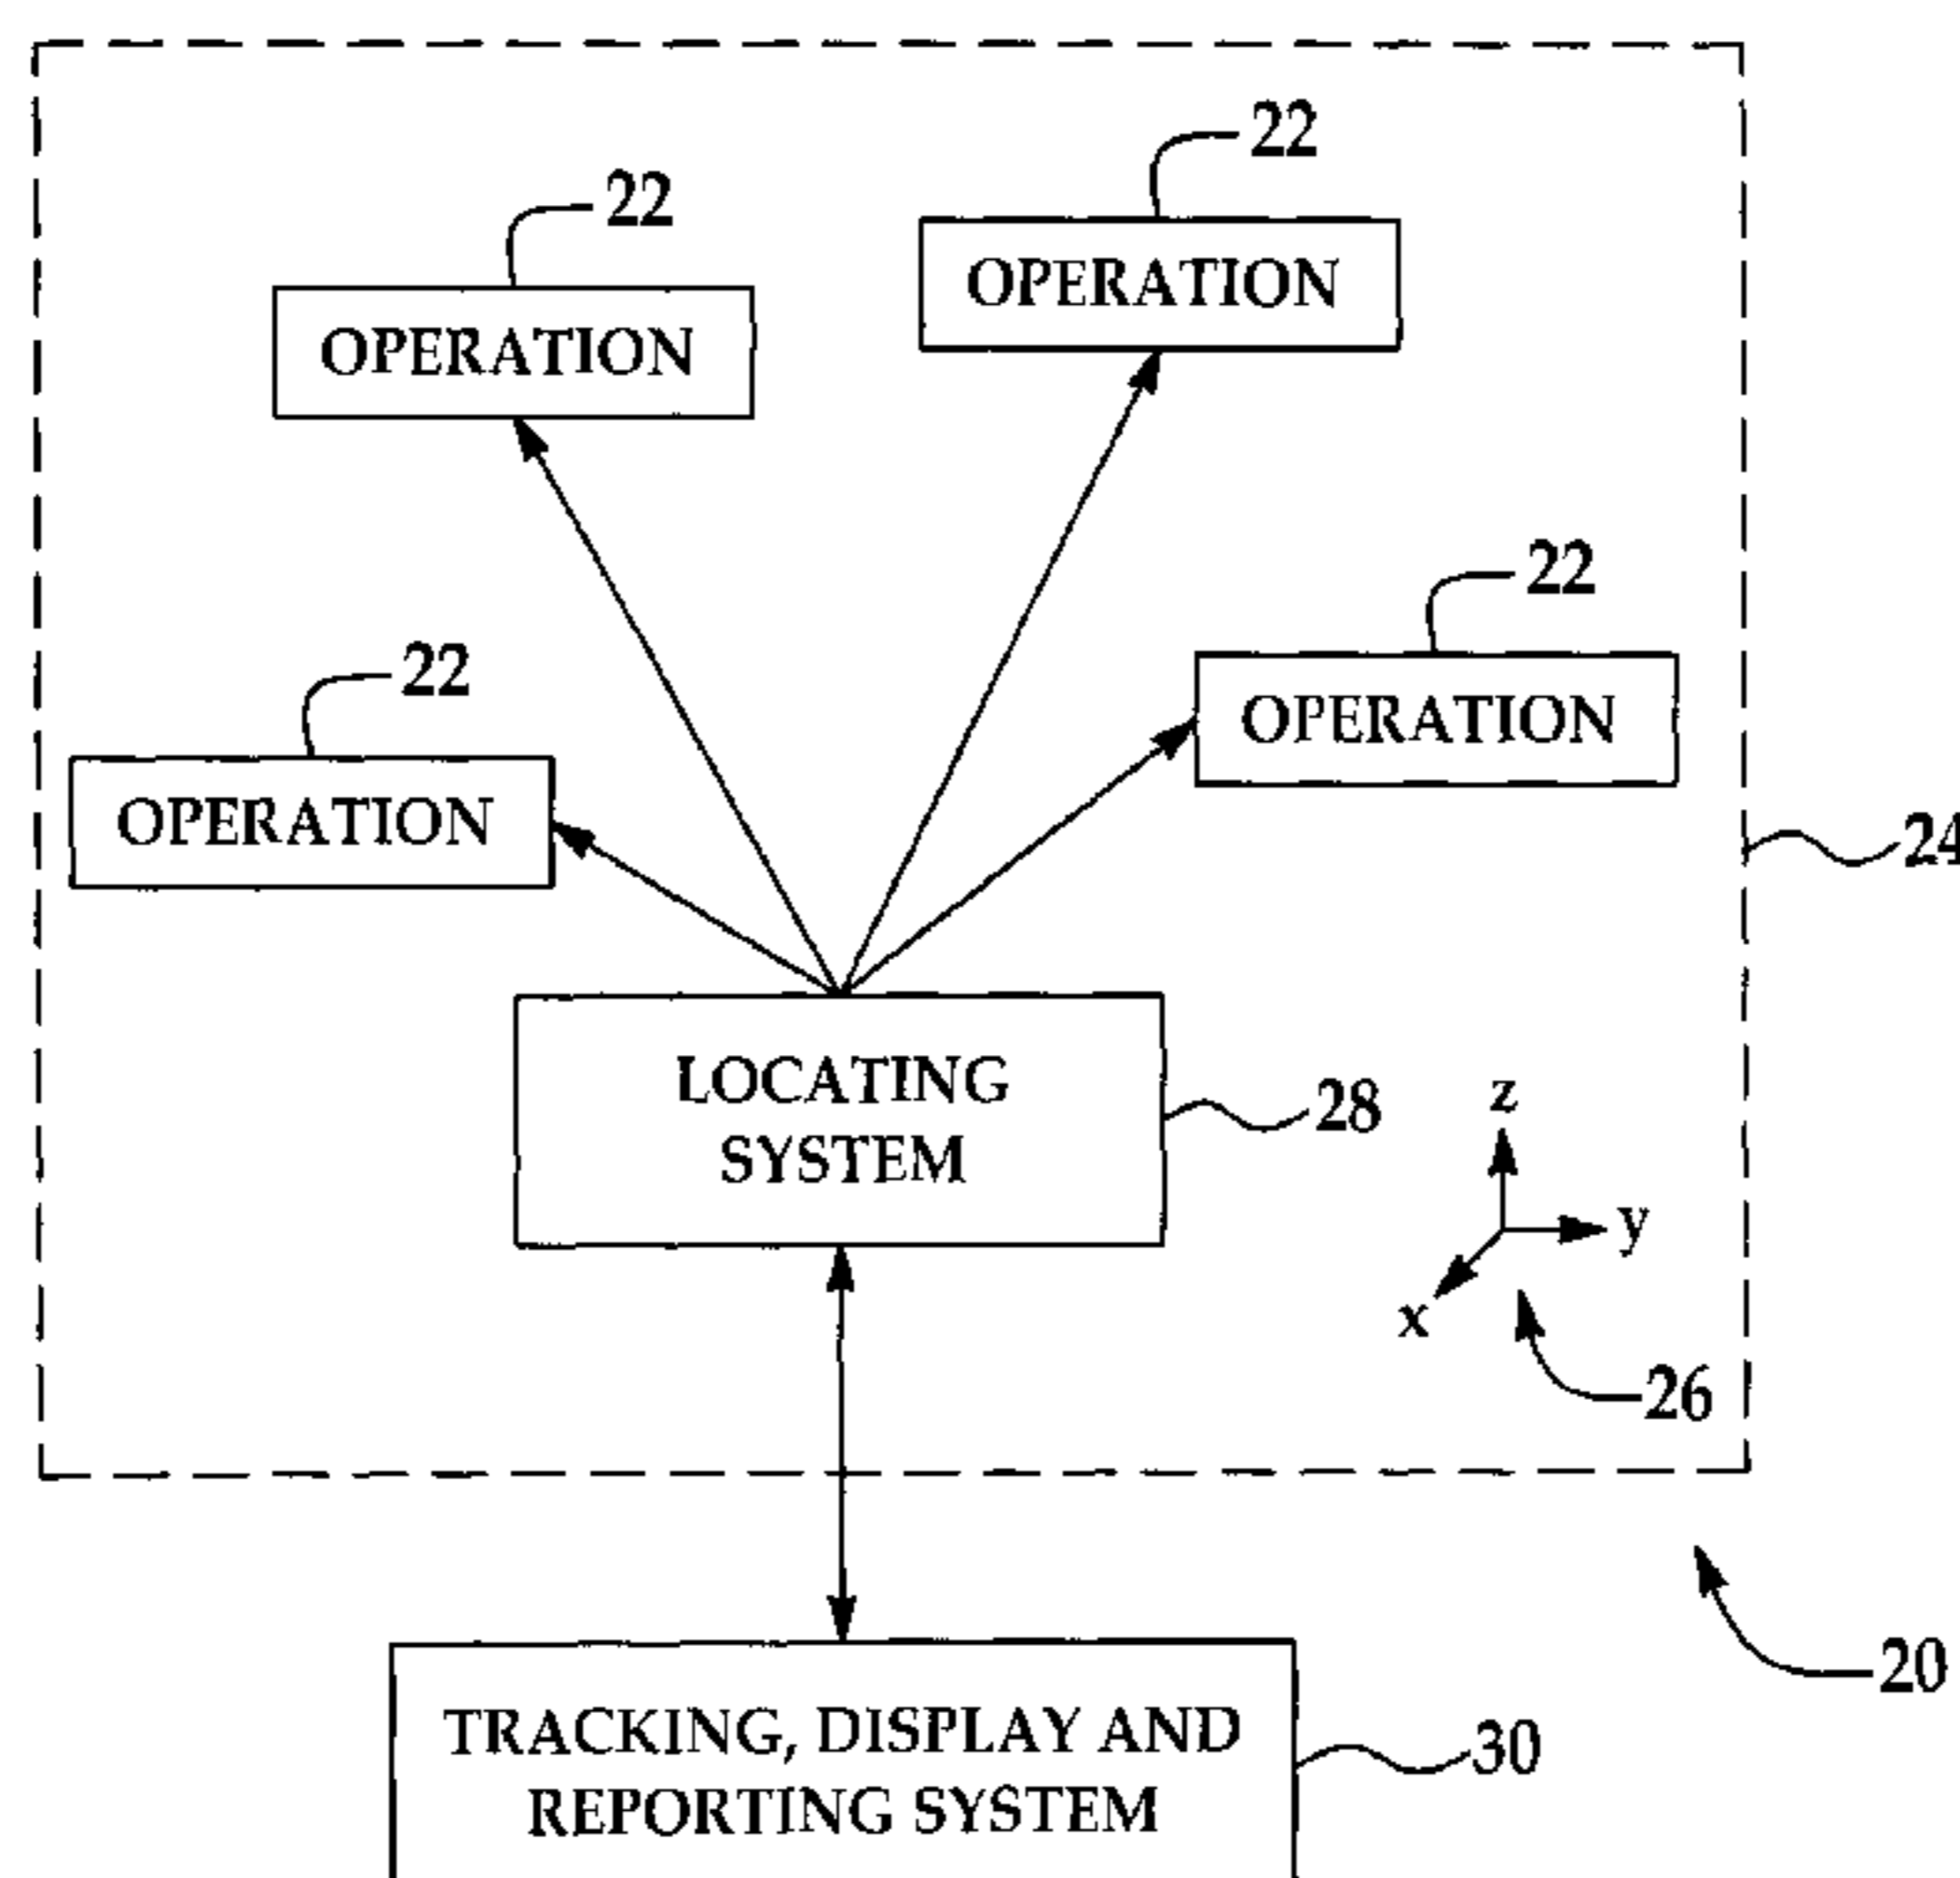 22
22
OPERATION
OPERATION
22
22
OPERATION
OPERATION
24
LOCATING
SYSTEM
28
z
y
x
26
20
TRACKING, DISPLAY AND
REPORTING SYSTEM
30